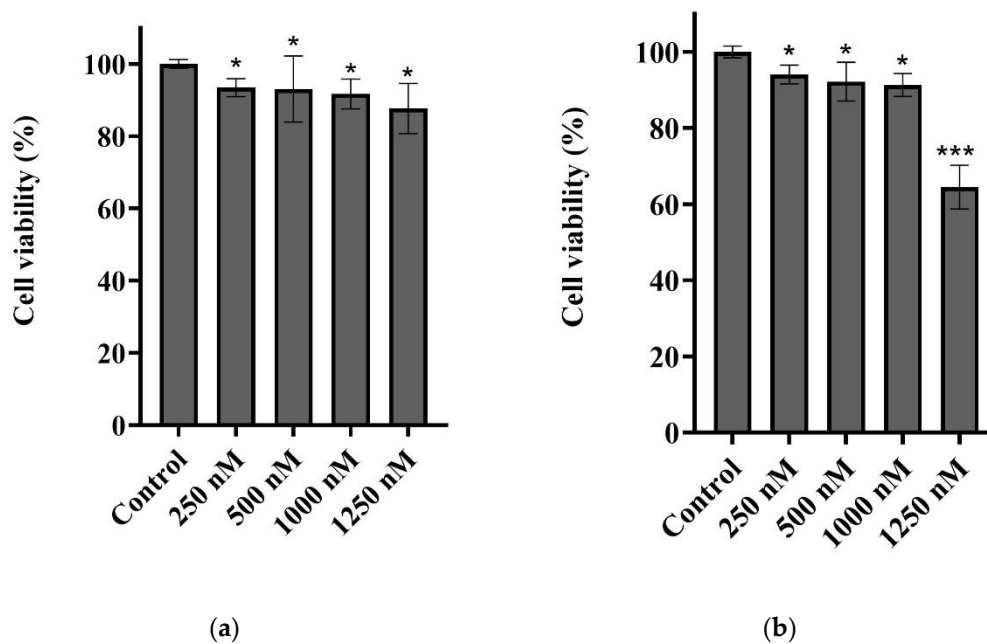 Cell viability (%)
100
80
60
40
20
0
*
*
*
*
Control
250 nM
500 nM
1000 nM
1250 nM
(a)
Cell viability (%)
100
80
60
40
20
0
*
*
*
***
Control
250 nM
500 nM
1000 nM
1250 nM
(b)